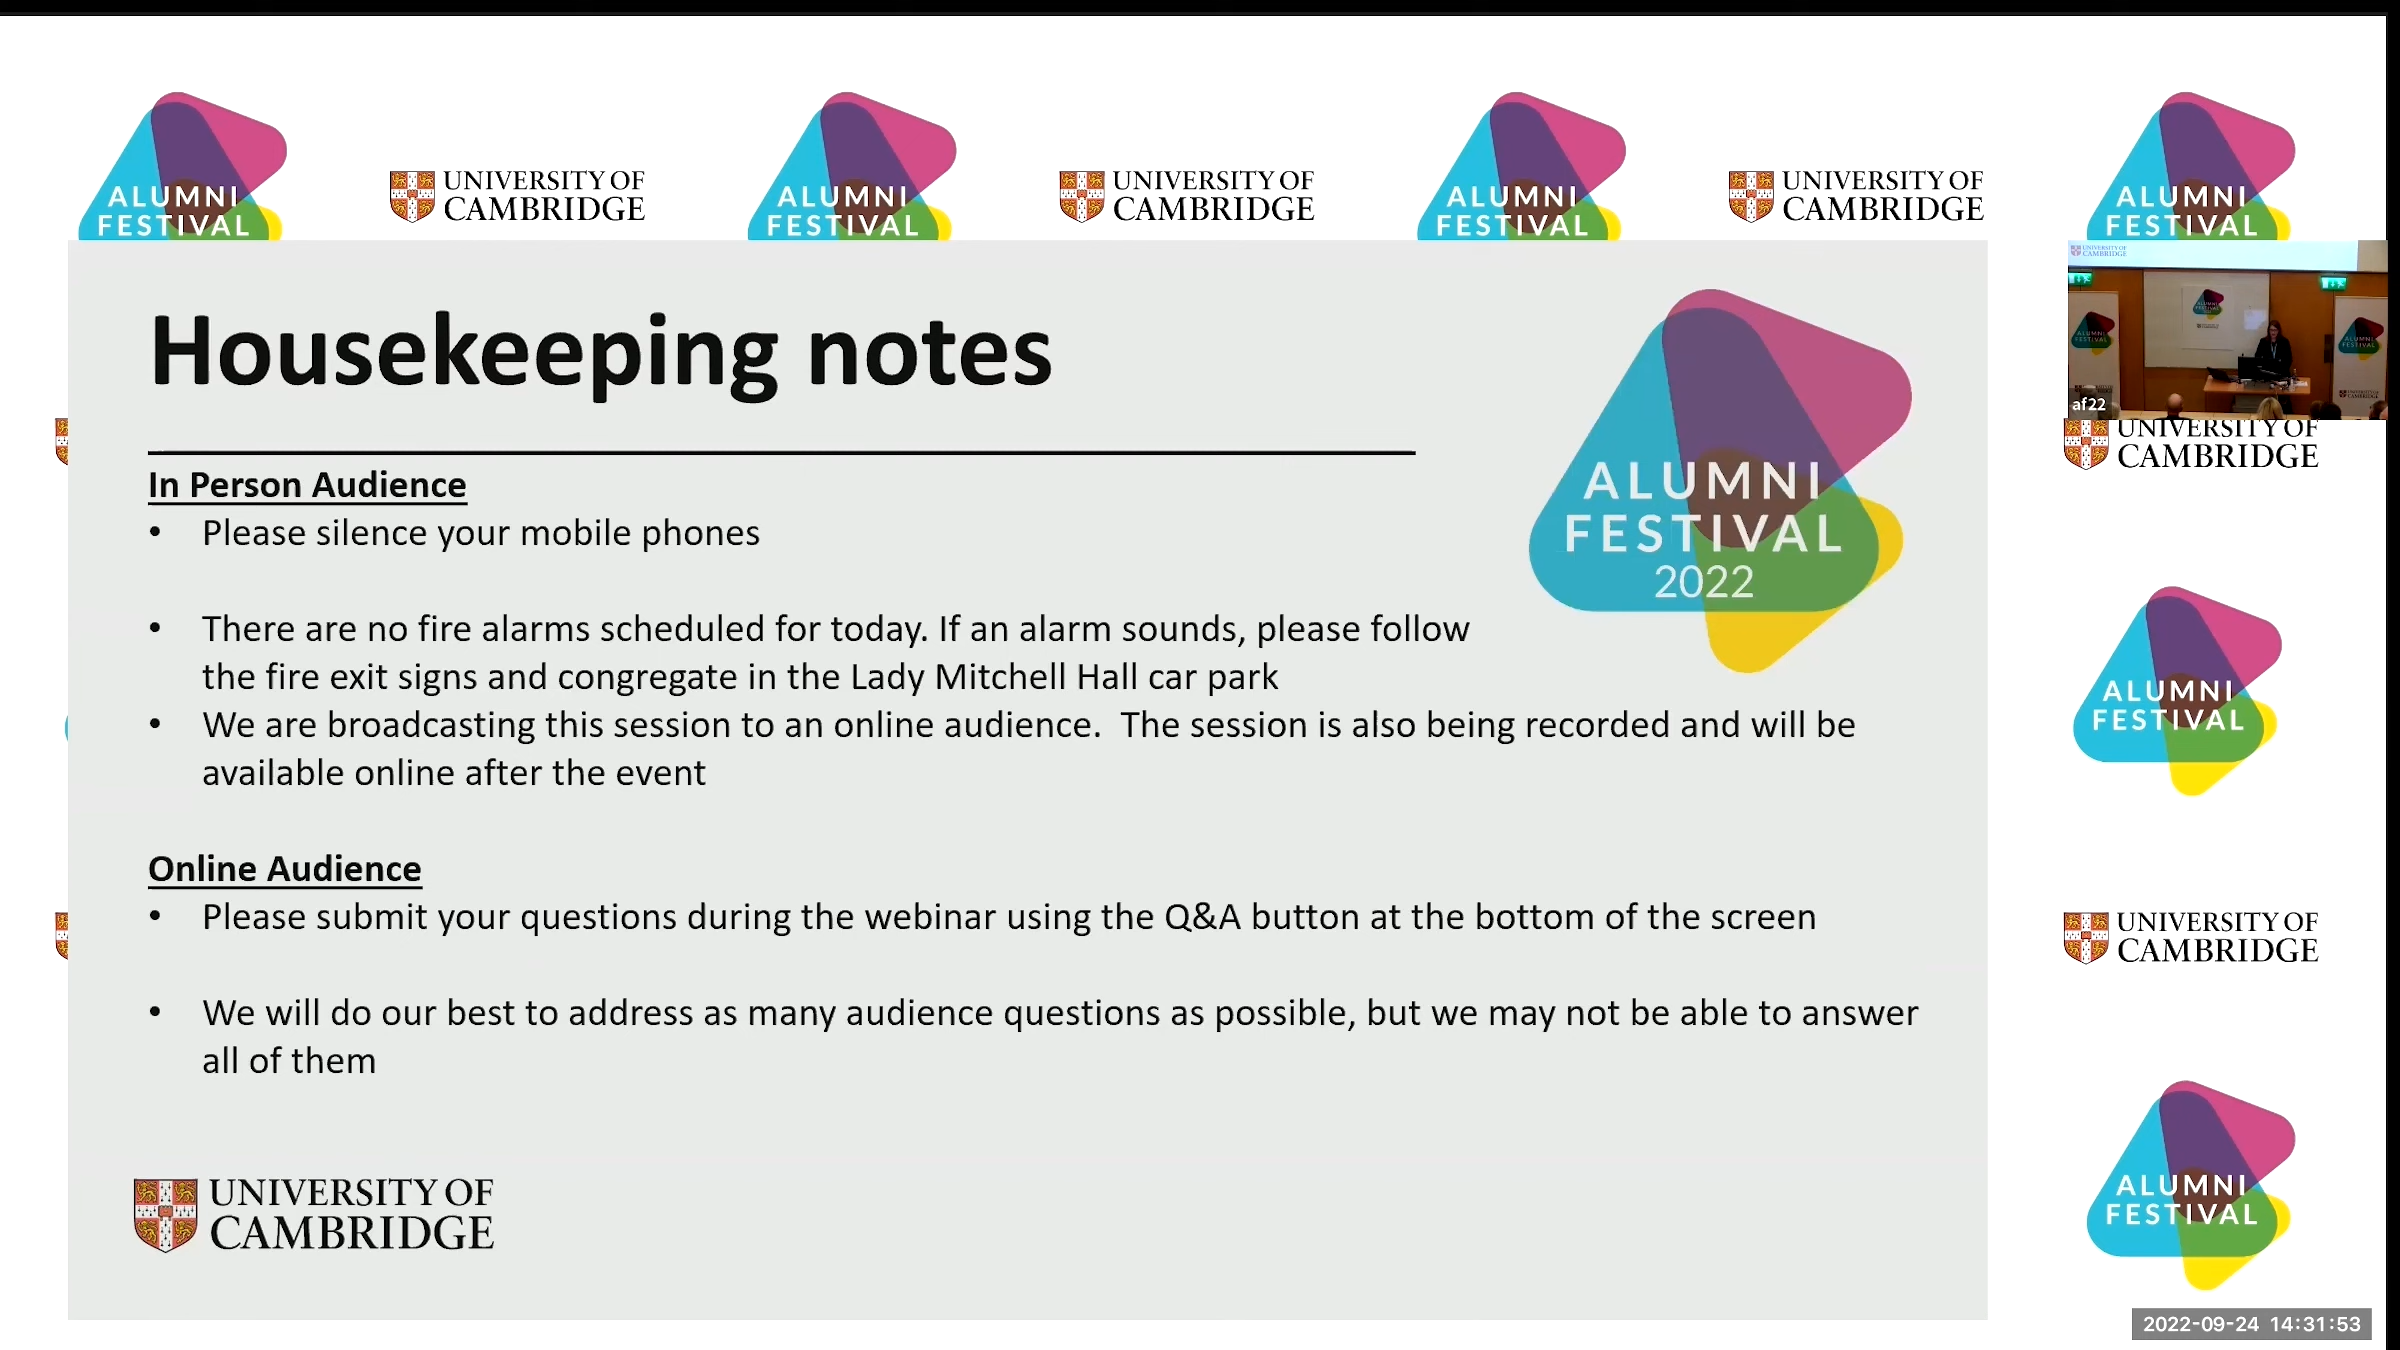 ALUMNI
FESTIVAL
UNIVERSITY OF
CAMBRIDGE
ALUMNI
FESTIVAL
UNIVERSITY OF
CAMBRIDGE
ALUMNI
FESTIVAL
UNIVERSITY OF
CAMBRIDGE
ALUMNI
FESTIVAL
Housekeeping notes
ALUMNI
FESTIVAL
2022
In Person Audience
• Please silence your mobile phones
• There are no fire alarms scheduled for today. If an alarm sounds, please follow
the fire exit signs and congregate in the Lady Mitchell Hall car park
• We are broadcasting this session to an online audience.  The session is also being recorded and will be
available online after the event
Online Audience
• Please submit your questions during the webinar using the Q&A button at the bottom of the screen
• We will do our best to address as many audience questions as possible, but we may not be able to answer
all of them
UNIVERSITY OF
CAMBRIDGE
UNIVERSITY OF
CAMBRIDGE
af22
UNIVERSITY OF
CAMBRIDGE
ALUMNI
FESTIVAL
UNIVERSITY OF
CAMBRIDGE
ALUMNI
FESTIVAL
2022-09-24 14:31:53